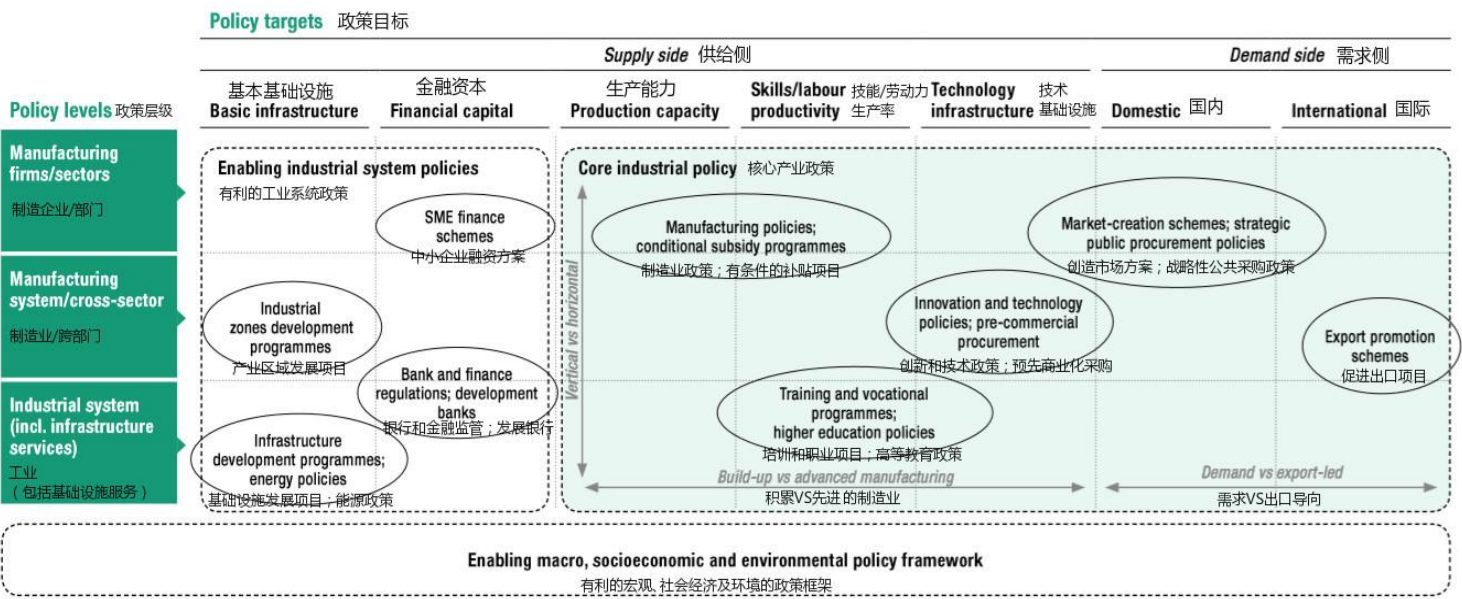 Policy targets 政策目标
Supply side 供给侧
Demand side 需求侧
Policy levels 政策层级
基本基础设施
Basic infrastructure
金融资本
Financial capital
生产能力
Production capacity
Skills/labour 技能/劳动力
productivity 生产率
Technology 技术
infrastructure 基础设施
Domestic 国内
International 国际
Manufacturing
firms/sectors
制造企业/部门
Manufacturing
system/cross-sector
制造业/跨部门
Industrial system
(incl. infrastructure
services)
工业
（包括基础设施服务）
Enabling industrial system policies
有利的工业系统政策
SME finance
schemes
中小企业融资方案
Industrial
zones development
programmes
产业区域发展项目
Bank and finance
regulations; development
banks
银行和金融监管；发展银行
Infrastructure
development programmes;
energy policies
基础设施发展项目；能源政策
Core industrial policy 核心产业政策
Vertical vs horizontal
Manufacturing policies;
conditional subsidy programmes
制造业政策；有条件的补贴项目
Market-creation schemes; strategic
public procurement policies
创造市场方案；战略性公共采购政策
Innovation and technology
policies; pre-commercial
procurement
创新和技术政策；预先商业化采购
Export promotion
schemes
促进出口项目
Training and vocational
programmes;
higher education policies
培训和职业项目；高等教育政策
Build-up vs advanced manufacturing
积累VS先进的制造业
Demand vs export-led
需求VS出口导向
Enabling macro, socioeconomic and environmental policy framework
有利的宏观、社会经济及环境的政策框架